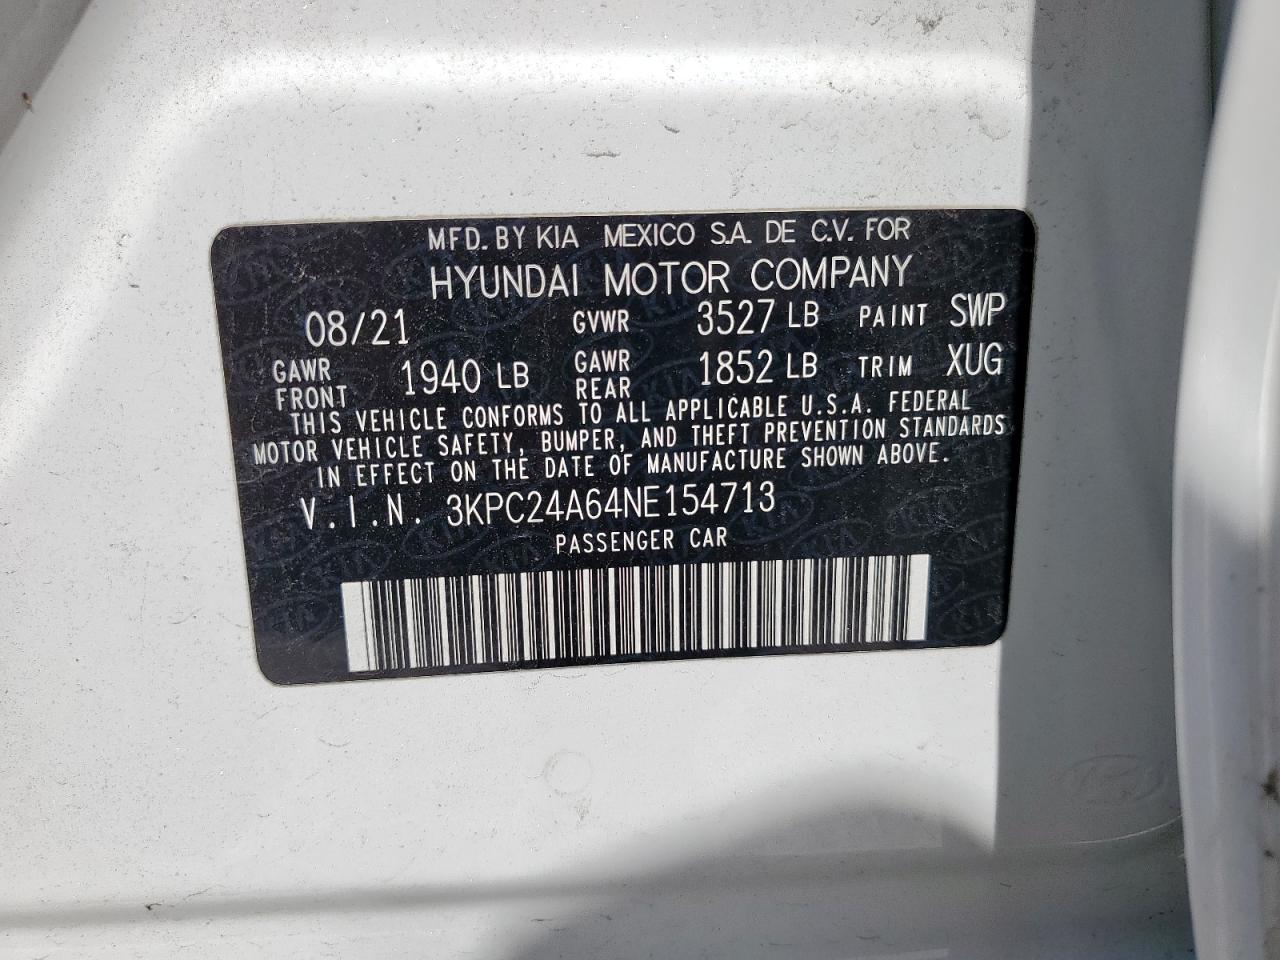 MFD. BY KIA MEXICO S.A. DE C.V. FOR
HYUNDAI MOTOR COMPANY
08/21 GVWR 3527 LB PAINT SWP
GAWR FRONT 1940 LB GAWR REAR 1852 LB TRIM XUG
THIS VEHICLE CONFORMS TO ALL APPLICABLE U.S.A. FEDERAL
MOTOR VEHICLE SAFETY, BUMPER, AND THEFT PREVENTION STANDARDS
IN EFFECT ON THE DATE OF MANUFACTURE SHOWN ABOVE.
V.I.N. 3KPC24A64NE154713
PASSENGER CAR